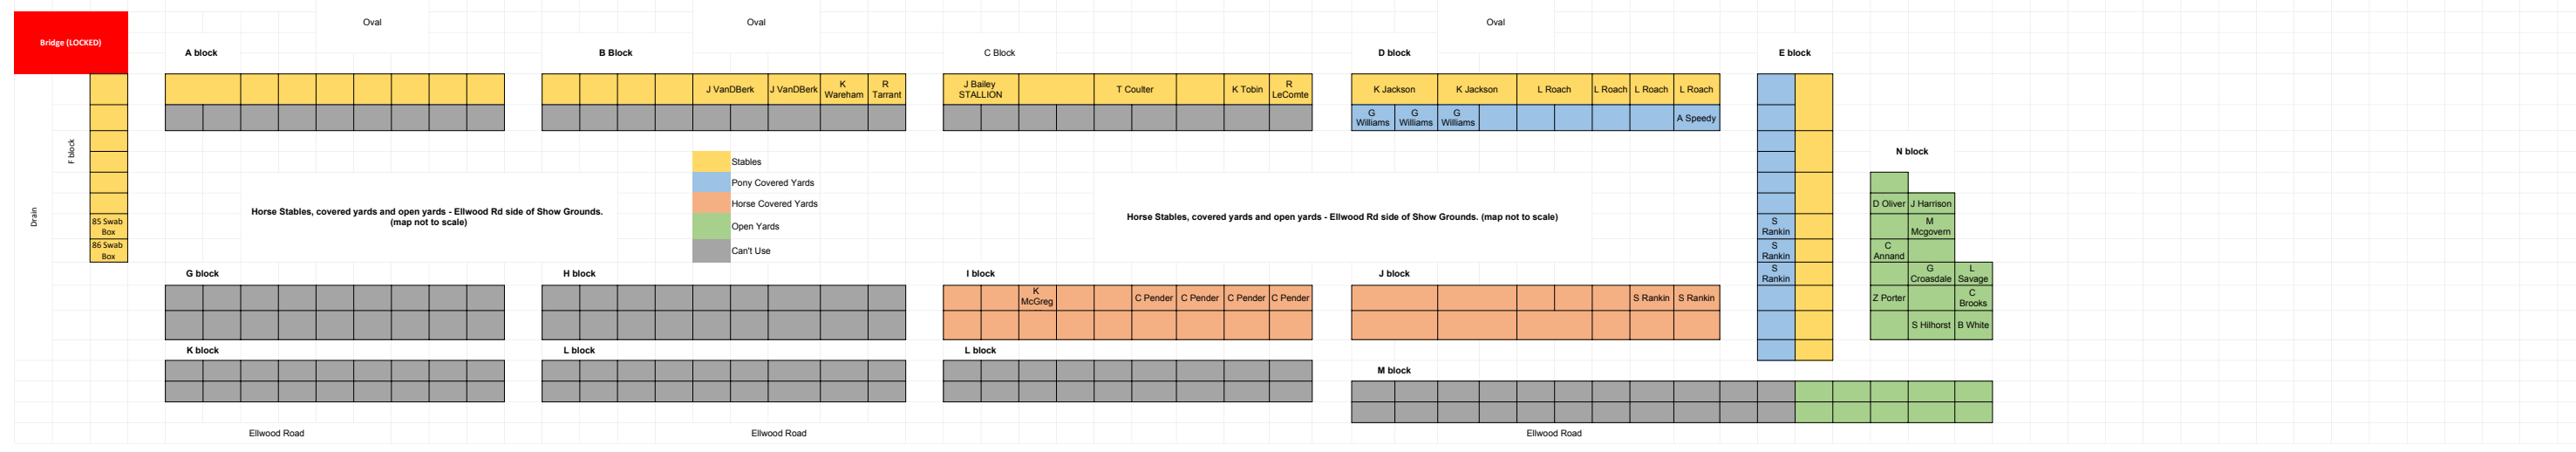 Oval
Oval
Oval
Bridge (LOCKED)
A block
B Block
C Block
D block
E block
J VanDBerk
J VanDBerk
K
Wareham
R
Tarrant
J Bailey
STALLION
T Coulter
K Tobin
R
LeComte
K Jackson
K Jackson
L Roach
L Roach
L Roach
L Roach
G
Williams
G
Williams
G
Williams
A Speedy
F block
Drain
Stables
Pony Covered Yards
Horse Covered Yards
Open Yards
Can't Use
Horse Stables, covered yards and open yards - Ellwood Rd side of Show Grounds.
(map not to scale)
Horse Stables, covered yards and open yards - Ellwood Rd side of Show Grounds. (map not to scale)
85 Swab
Box
86 Swab
Box
S
Rankin
S
Rankin
S
Rankin
N block
D Oliver
J Harrison
M
Mcgovern
C
Annand
G
Croasdale
L
Savage
Z Porter
C
Brooks
S Hilhorst
B White
G block
H block
I block
J block
K
McGreg
C Pender
C Pender
C Pender
C Pender
S Rankin
S Rankin
K block
L block
L block
M block
Ellwood Road
Ellwood Road
Ellwood Road